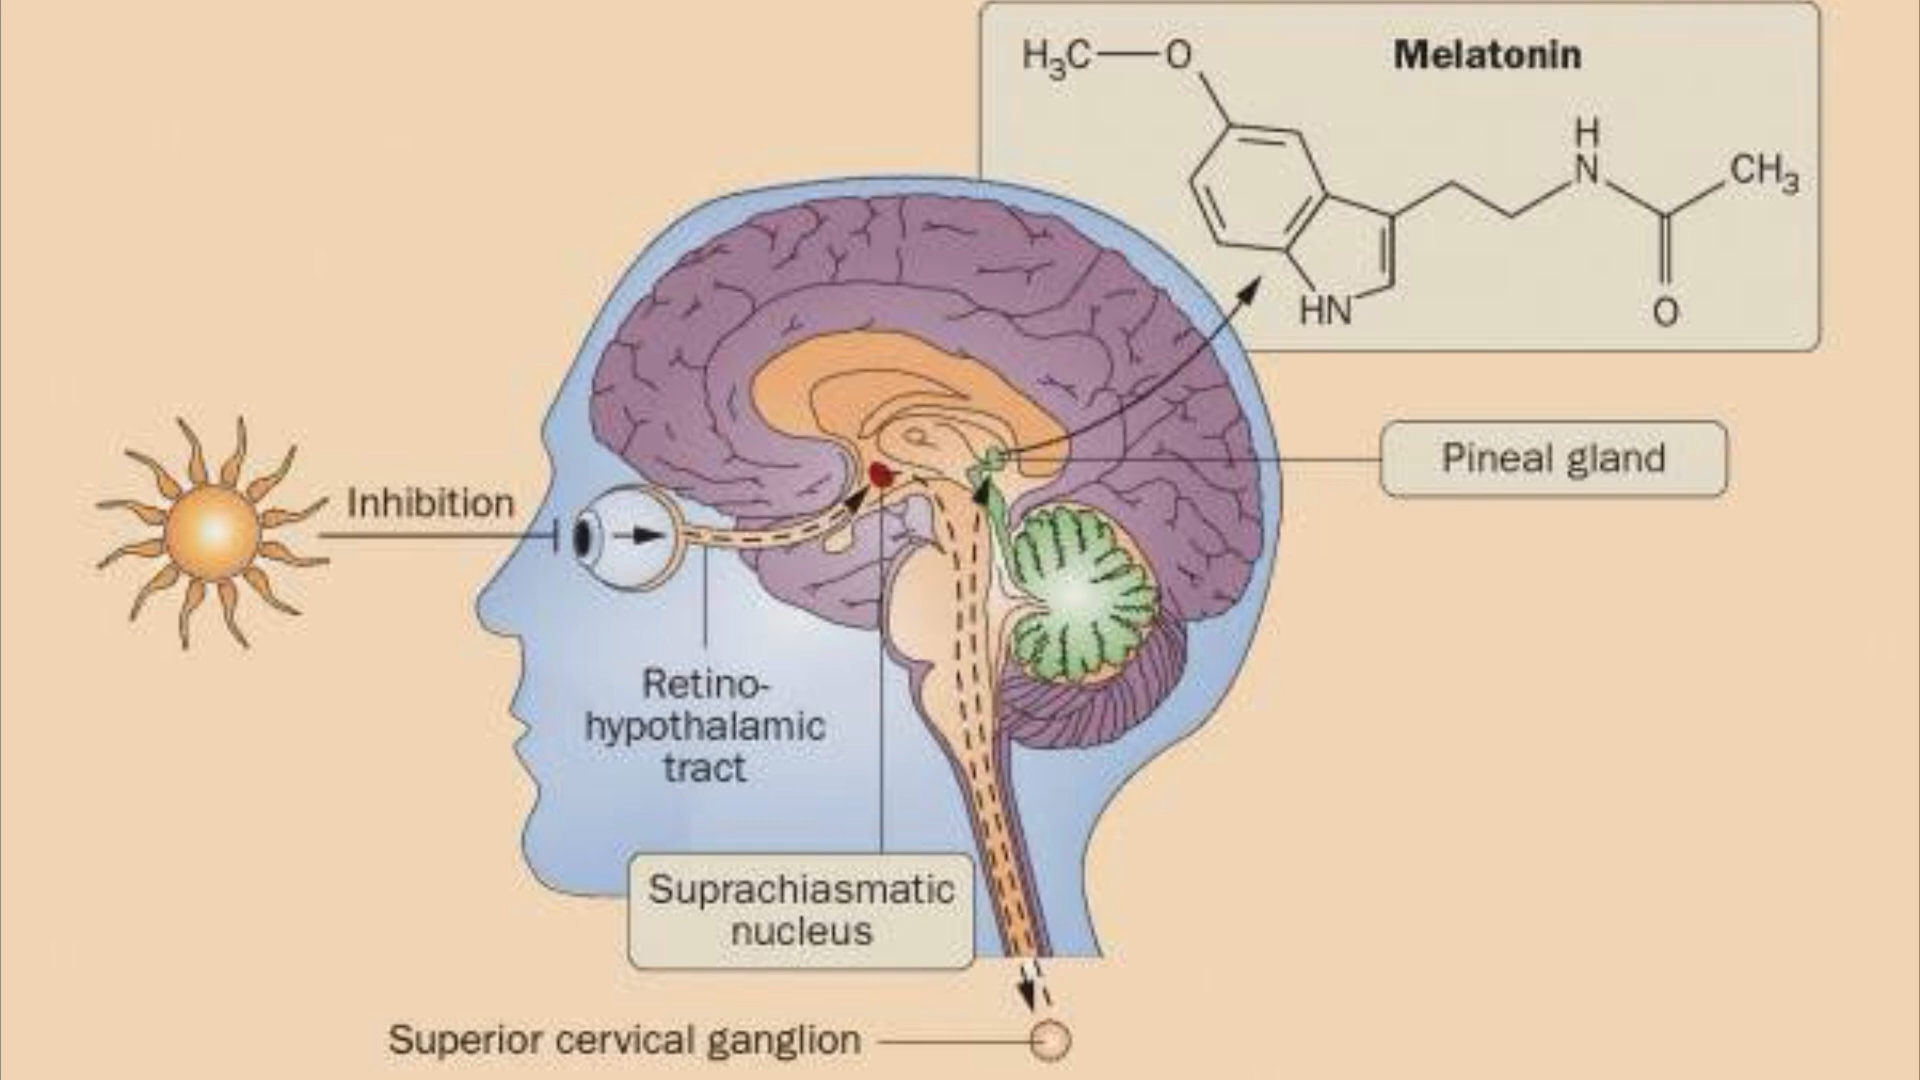 H3C
O
Melatonin
H
N
CH3
HN
O
Pineal gland
Inhibition
Retino-
hypothalamic
tract
Suprachiasmatic
nucleus
Superior cervical ganglion